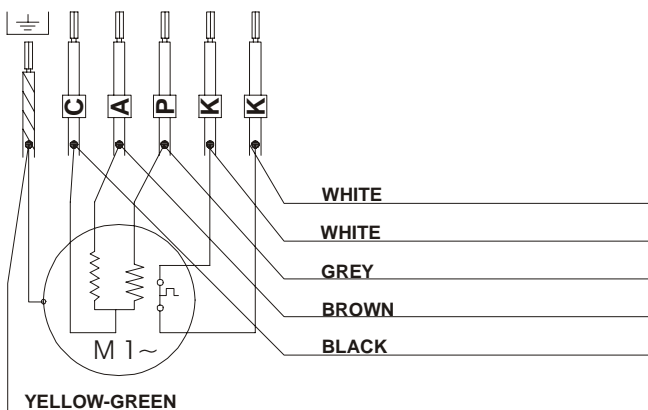 C A P K K
WHITE
WHITE
GREY
BROWN
BLACK
M 1~
YELLOW-GREEN